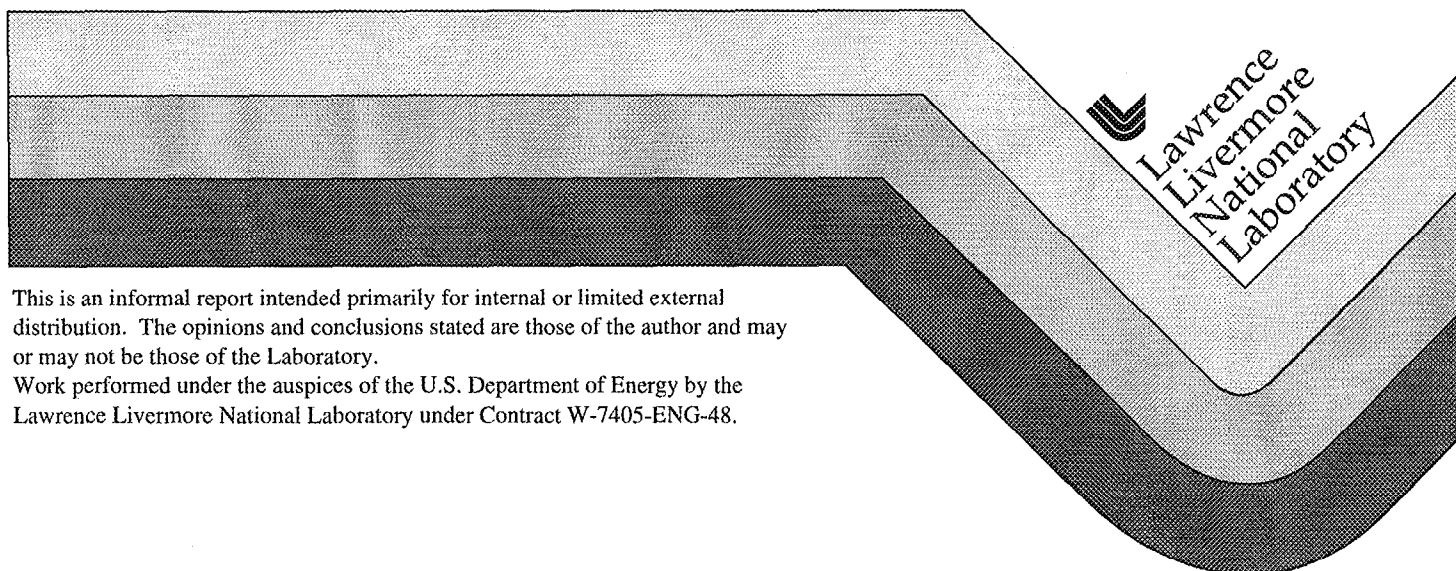 Lawrence
Livermore
National
Laboratory
This is an informal report intended primarily for internal or limited external
distribution. The opinions and conclusions stated are those of the author and may
or may not be those of the Laboratory.
Work performed under the auspices of the U.S. Department of Energy by the
Lawrence Livermore National Laboratory under Contract W-7405-ENG-48.